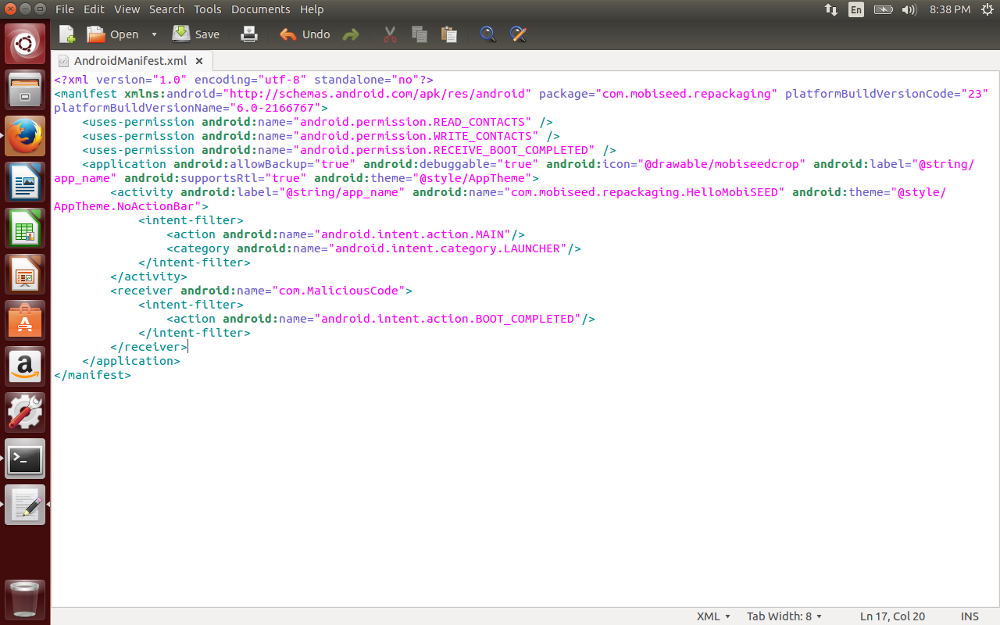 File Edit View Search Tools Documents Help En 8:38 PM
Open Save Undo
AndroidManifest.xml
<?xml version="1.0" encoding="utf-8" standalone="no"?>
<manifest xmlns:android="http://schemas.android.com/apk/res/android" package="com.mobiseed.repackaging" platformBuildVersionCode="23"
platformBuildVersionName="6.0-2166767">
    <uses-permission android:name="android.permission.READ_CONTACTS" />
    <uses-permission android:name="android.permission.WRITE_CONTACTS" />
    <uses-permission android:name="android.permission.RECEIVE_BOOT_COMPLETED" />
    <application android:allowBackup="true" android:debuggable="true" android:icon="@drawable/mobiseedcrop" android:label="@string/
app_name" android:supportsRtl="true" android:theme="@style/AppTheme">
        <activity android:label="@string/app_name" android:name="com.mobiseed.repackaging.HelloMobiSEED" android:theme="@style/
AppTheme.NoActionBar">
            <intent-filter>
                <action android:name="android.intent.action.MAIN"/>
                <category android:name="android.intent.category.LAUNCHER"/>
            </intent-filter>
        </activity>
        <receiver android:name="com.MaliciousCode">
            <intent-filter>
                <action android:name="android.intent.action.BOOT_COMPLETED"/>
            </intent-filter>
        </receiver>
    </application>
</manifest>
XML Tab Width: 8 Ln 17, Col 20 INS